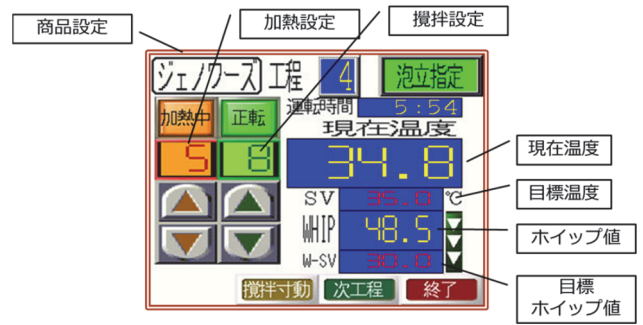 商品設定
加熱設定
攪拌設定
ジェノワーズ 工程 4 泡立指定
加熱中 正転 運転時間 5:54
現在温度
5 8 34.8
SV 35.0 ℃
WHIP 48.5
W-SV 30.0
攪拌寸動 次工程 終了
現在温度
目標温度
ホイップ値
目標
ホイップ値